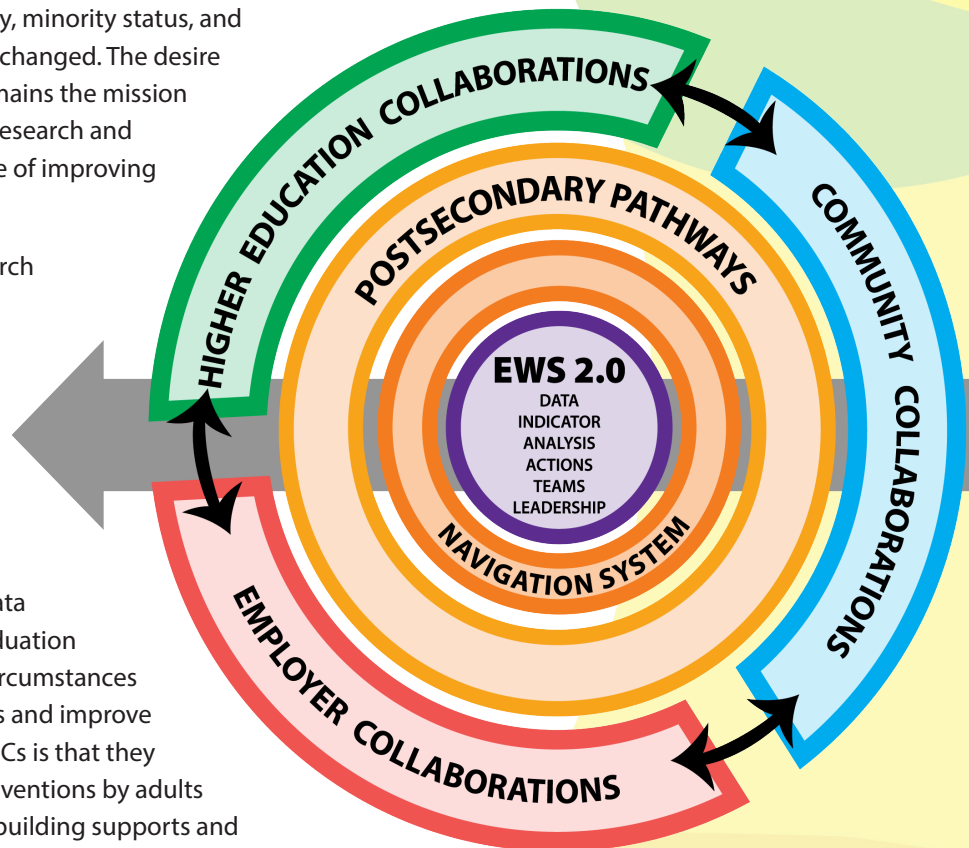 y, minority status, and
changed. The desire
mains the mission
esearch and
e of improving
rch
ata
duation
rcumstances
s and improve
Cs is that they
ventions by adults
building supports and
HIGHER EDUCATION COLLABORATIONS
COMMUNITY COLLABORATIONS
EMPLOYER COLLABORATIONS
POSTSECONDARY PATHWAYS
NAVIGATION SYSTEM
EWS 2.0
DATA
INDICATOR
ANALYSIS
ACTIONS
TEAMS
LEADERSHIP